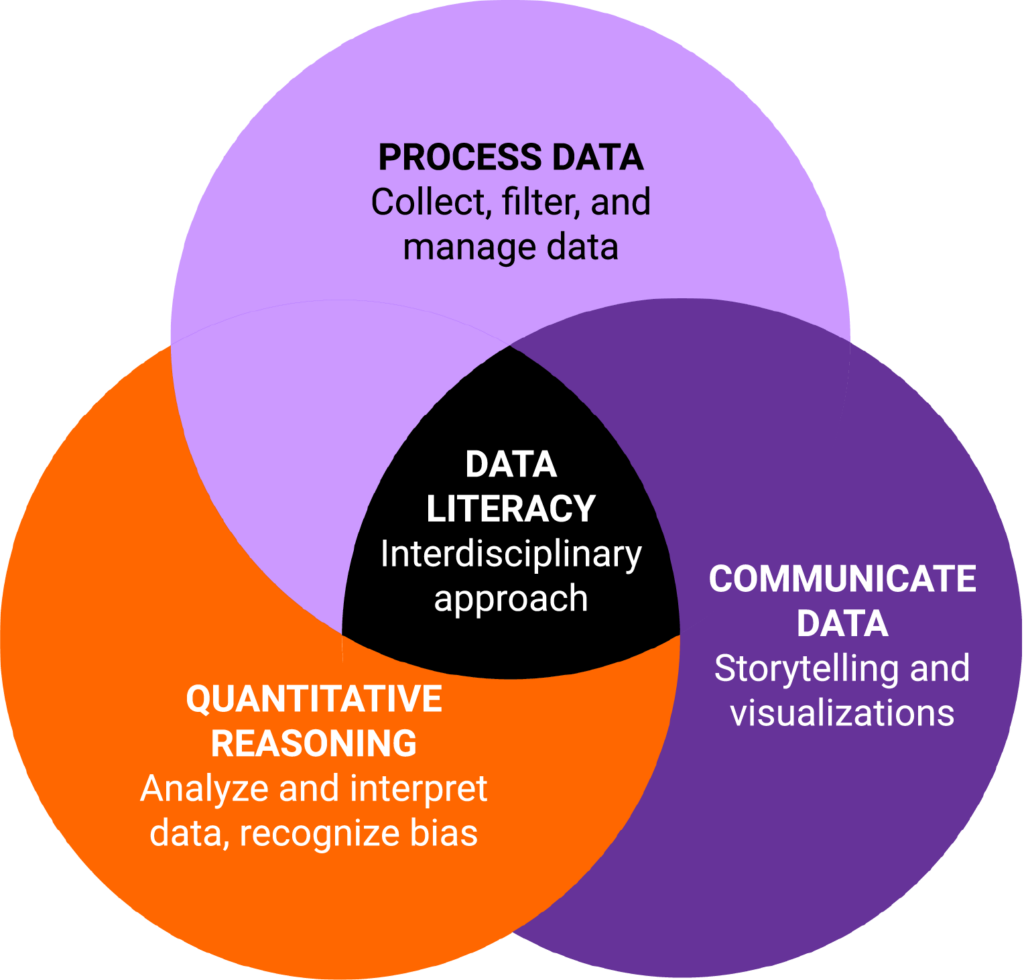 PROCESS DATA
Collect, filter, and
manage data
DATA
LITERACY
Interdisciplinary
approach
COMMUNICATE
DATA
Storytelling and
visualizations
QUANTITATIVE
REASONING
Analyze and interpret
data, recognize bias